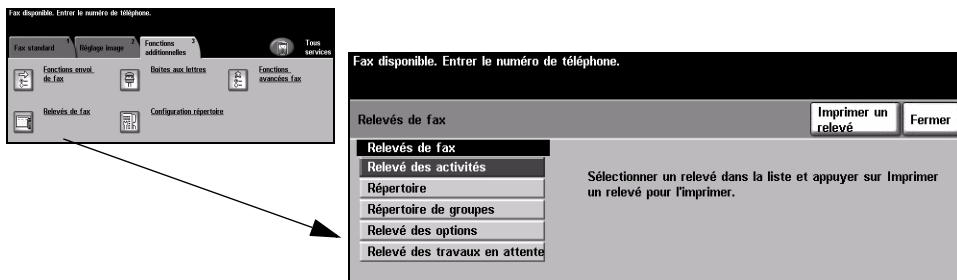 Fax disponible. Entrer le numéro de téléphone.
Fax standard 1
Réglage image 2
Fonctions additionnelles 3
Tous services
Fonctions envoi de fax
Boîtes aux lettres
Fonctions avancées fax
Relevés de fax
Configuration répertoire
Fax disponible. Entrer le numéro de téléphone.
Relevés de fax
Imprimer un relevé
Fermer
Relevés de fax
Relevé des activités
Répertoire
Répertoire de groupes
Relevé des options
Relevé des travaux en attente
Sélectionner un relevé dans la liste et appuyer sur Imprimer
un relevé pour l'imprimer.